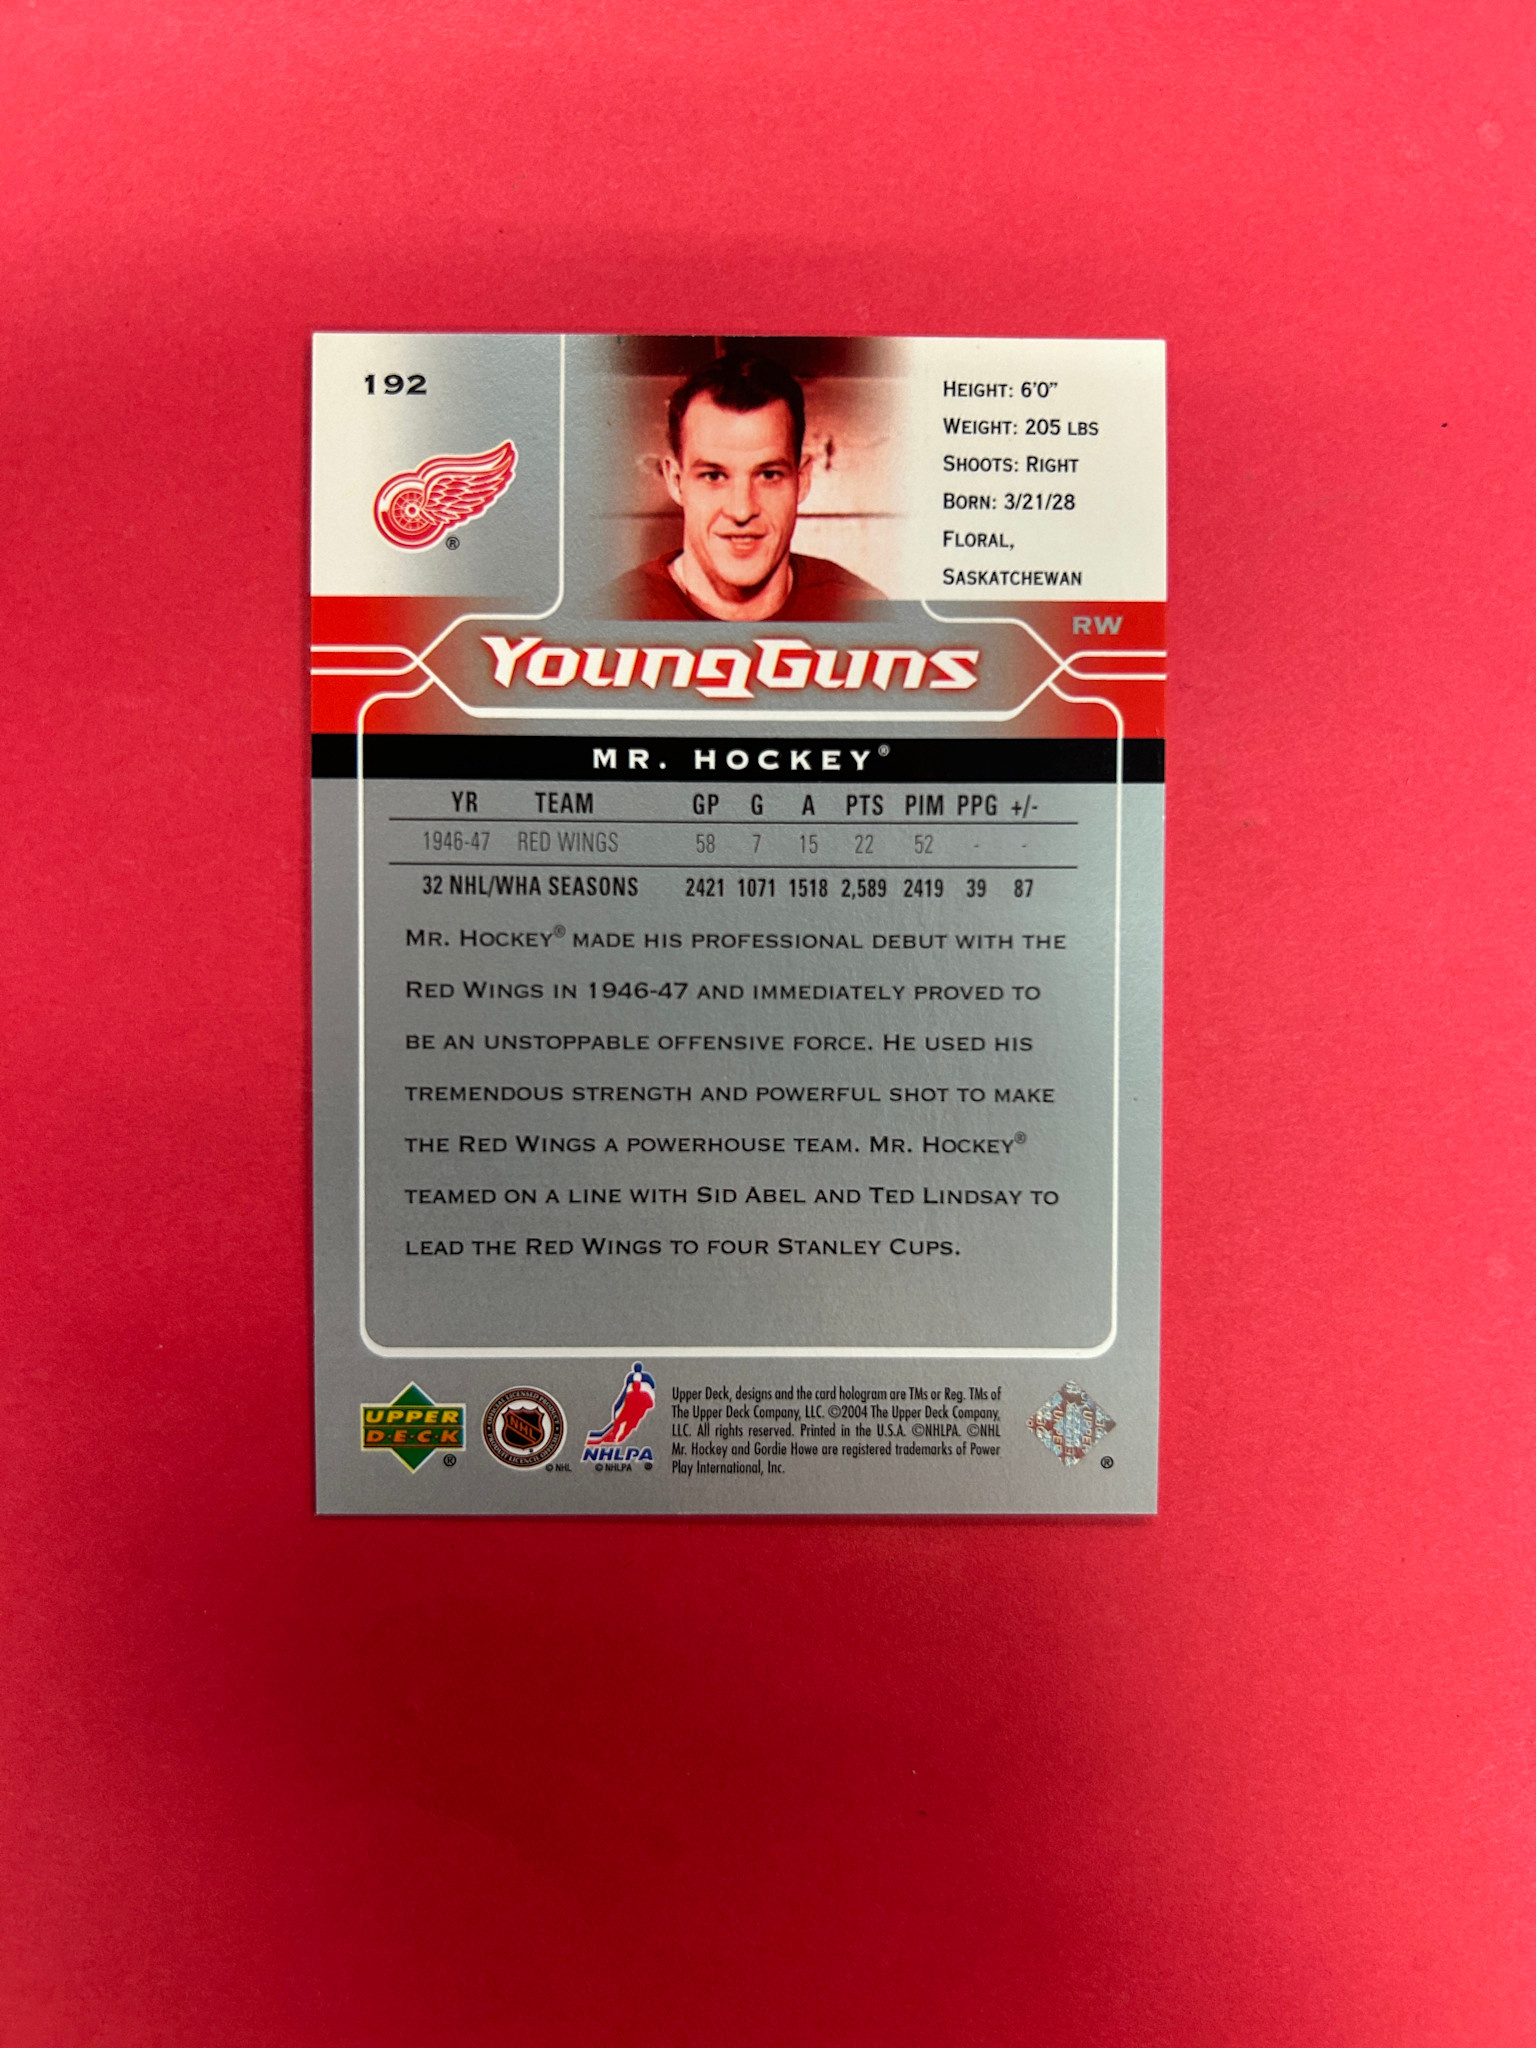 192
®
HEIGHT: 6'0"
WEIGHT: 205 LBS
SHOOTS: RIGHT
BORN: 3/21/28
FLORAL,
SASKATCHEWAN
RW
YoungGuns
MR. HOCKEY®
YR TEAM GP G A PTS PIM PPG +/-
1946-47 RED WINGS 58 7 15 22 52 - -
32 NHL/WHA SEASONS 2421 1071 1518 2,589 2419 39 87
MR. HOCKEY® MADE HIS PROFESSIONAL DEBUT WITH THE
RED WINGS IN 1946-47 AND IMMEDIATELY PROVED TO
BE AN UNSTOPPABLE OFFENSIVE FORCE. HE USED HIS
TREMENDOUS STRENGTH AND POWERFUL SHOT TO MAKE
THE RED WINGS A POWERHOUSE TEAM. MR. HOCKEY®
TEAMED ON A LINE WITH SID ABEL AND TED LINDSAY TO
LEAD THE RED WINGS TO FOUR STANLEY CUPS.
UPPER
D·E·C·K
®
NHL
© NHL
NHLPA
© NHLPA ®
Upper Deck, designs and the card hologram are TMs or Reg. TMs of
The Upper Deck Company, LLC. ©2004 The Upper Deck Company,
LLC. All rights reserved. Printed in the U.S.A. ©NHLPA. ©NHL
Mr. Hockey and Gordie Howe are registered trademarks of Power
Play International, Inc.
®